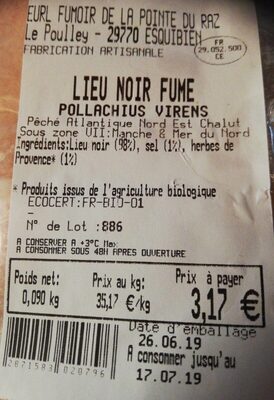 EURL FUMOIR DE LA POINTE DU RAZ
Le Poulley - 29770 ESQUIBIEN
FABRICATION ARTISANALE
FR
29.052.500
CE
LIEU NOIR FUME
POLLACHIUS VIRENS
Pêché Atlantique Nord Est Chalut
Sous zone VII:Manche & Mer du Nord
Ingrédients:Lieu noir (98%), sel (1%), herbes de
Provence* (1%)
* Produits issus de l'agriculture biologique
ECOCERT:FR-BIO-01
N° de Lot :886
A CONSERVER A +3°C Max
A CONSOMMER SOUS 48H APRES OUVERTURE
Poids net: Prix au kg: Prix à payer
0,090 kg 35,17 €/kg 3,17 €
Date d'emballage
26.06.19
A consommer jusqu'au
17.07.19
2871583 020796